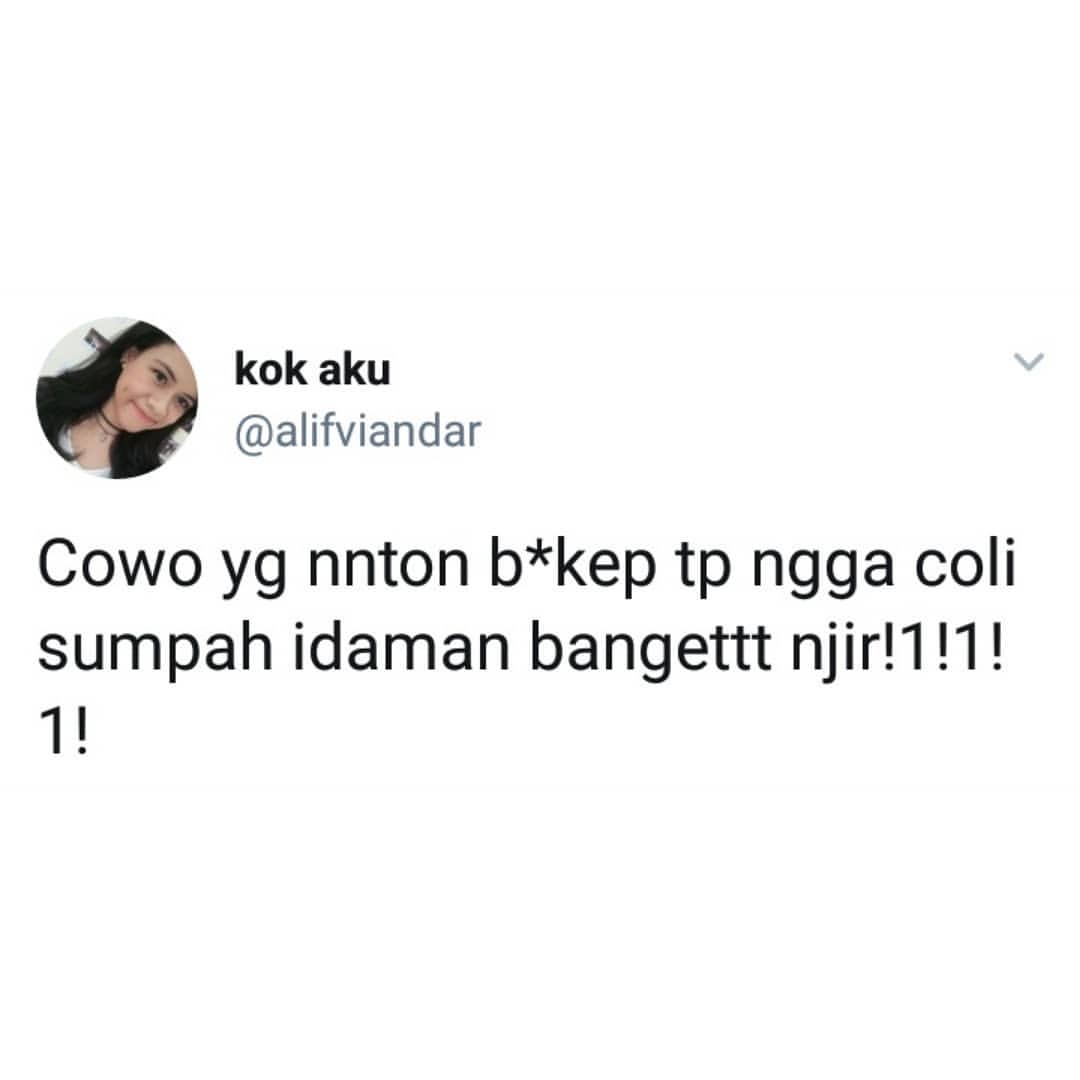 kok aku
@alifviandar
Cowo yg nnton b*kep tp ngga coli
sumpah idaman bangettt njir!1!1!
1!